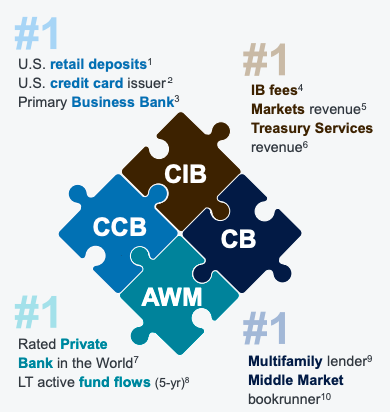 #1
U.S. retail deposits¹
U.S. credit card issuer²
Primary Business Bank³
#1
IB fees⁴
Markets revenue⁵
Treasury Services
revenue⁶
CIB
CCB
CB
AWM
#1
Rated Private
Bank in the World⁷
LT active fund flows (5-yr)⁸
#1
Multifamily lender⁹
Middle Market
bookrunner¹⁰